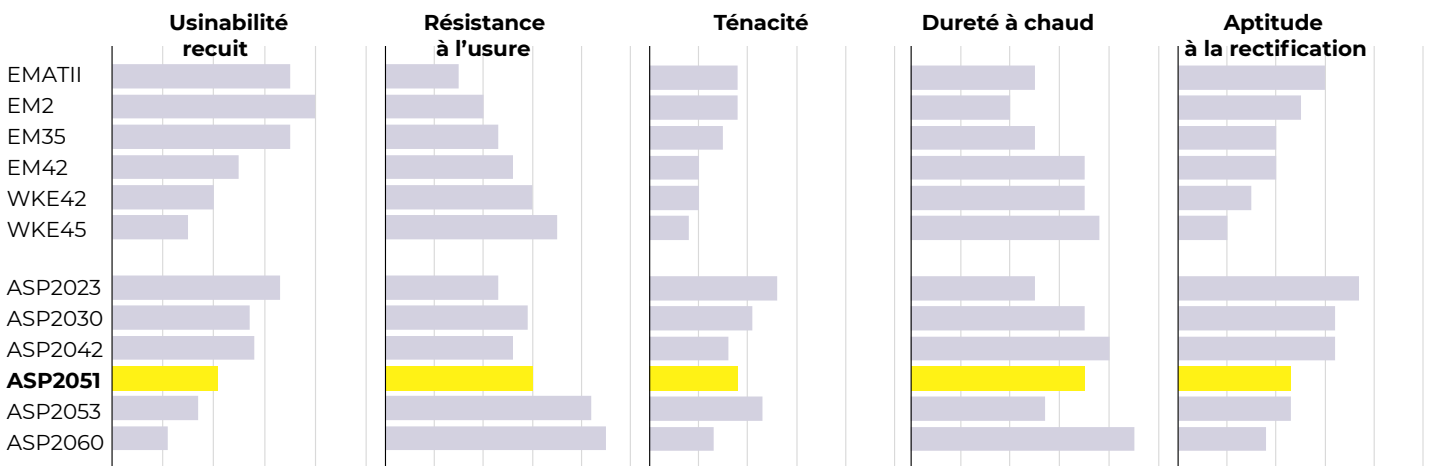 Usinabilité
recuit
Résistance
à l’usure
Ténacité
Dureté à chaud
Aptitude
à la rectification
EMATII
EM2
EM35
EM42
WKE42
WKE45
ASP2023
ASP2030
ASP2042
ASP2051
ASP2053
ASP2060